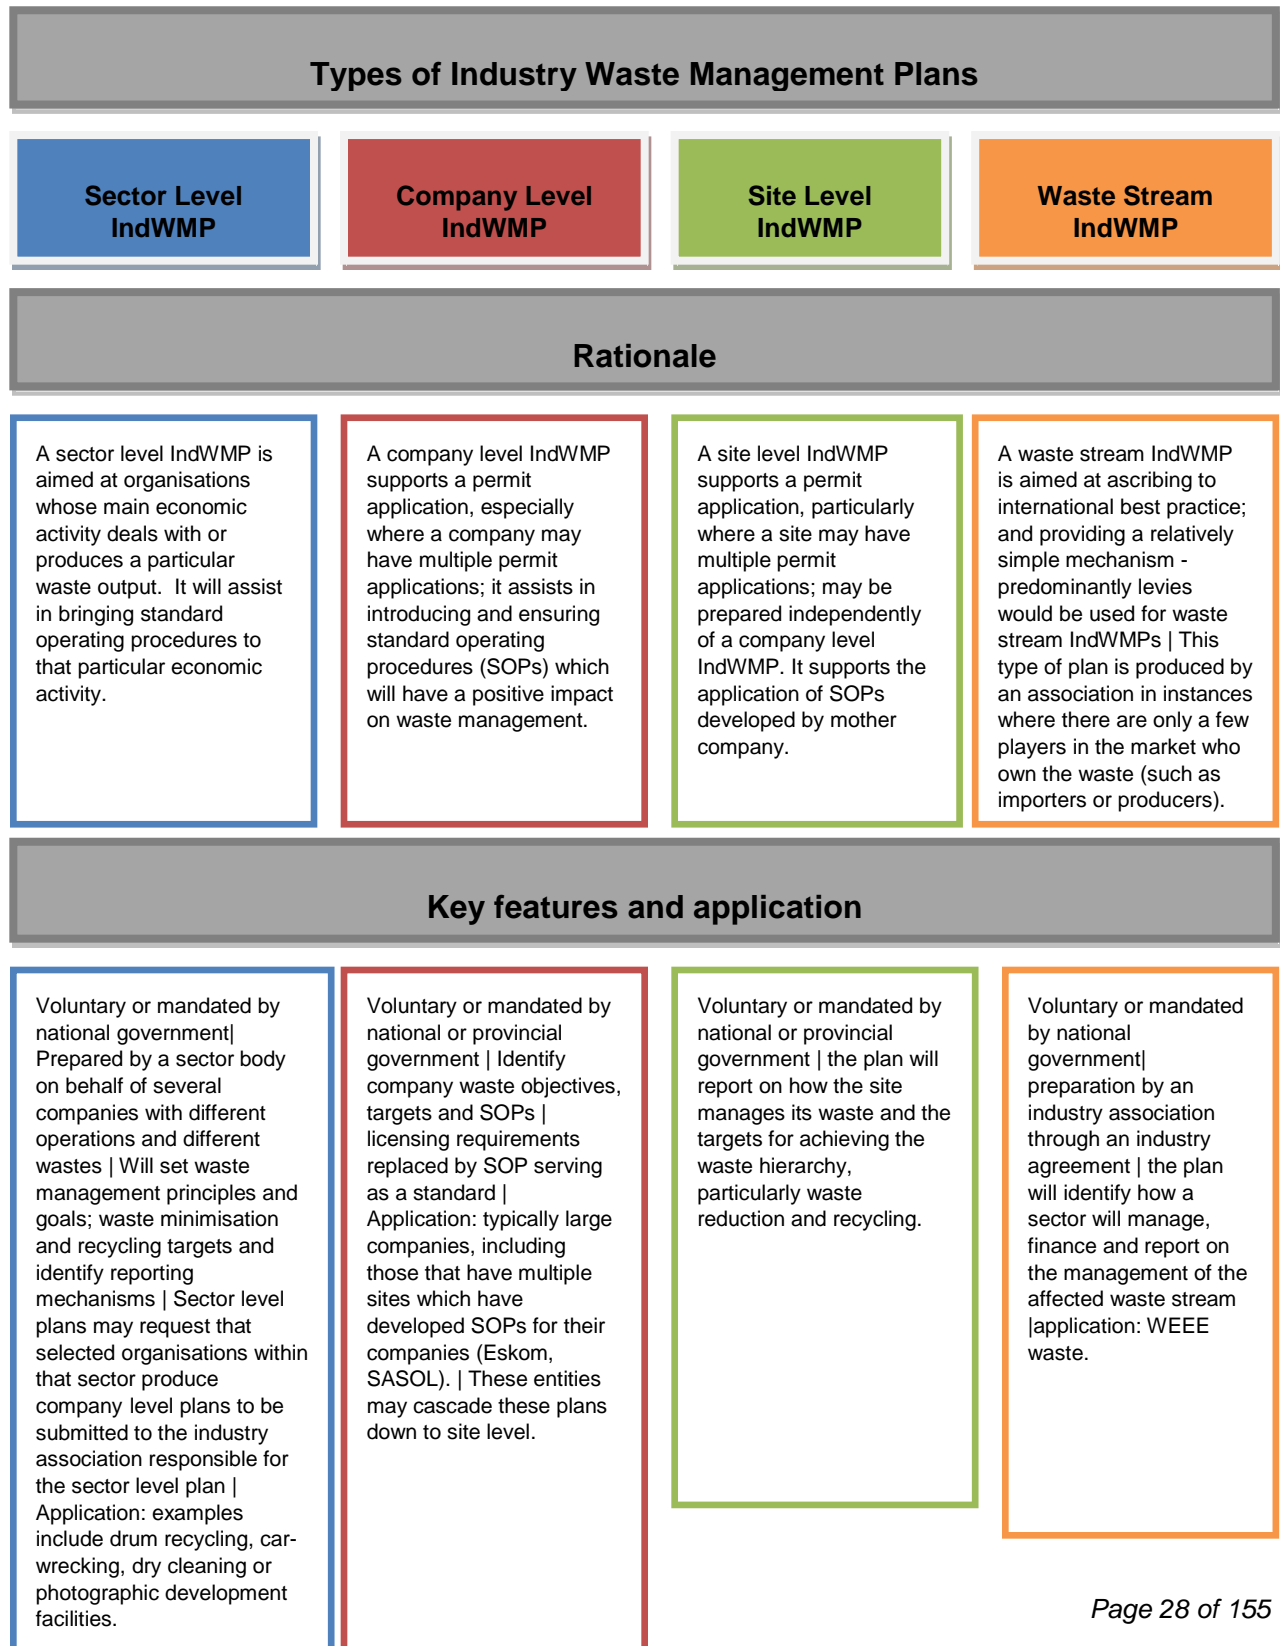 Types of Industry Waste Management Plans
Sector Level
IndWMP
Company Level
IndWMP
Site Level
IndWMP
Waste Stream
IndWMP
Rationale
A sector level IndWMP is
aimed at organisations
whose main economic
activity deals with or
produces a particular
waste output.  It will assist
in bringing standard
operating procedures to
that particular economic
activity.
A company level IndWMP
supports a permit
application, especially
where a company may
have multiple permit
applications; it assists in
introducing and ensuring
standard operating
procedures (SOPs) which
will have a positive impact
on waste management.
A site level IndWMP
supports a permit
application, particularly
where a site may have
multiple permit
applications; may be
prepared independently
of a company level
IndWMP. It supports the
application of SOPs
developed by mother
company.
A waste stream IndWMP
is aimed at ascribing to
international best practice;
and providing a relatively
simple mechanism -
predominantly levies
would be used for waste
stream IndWMPs | This
type of plan is produced by
an association in instances
where there are only a few
players in the market who
own the waste (such as
importers or producers).
Key features and application
Voluntary or mandated by
national government|
Prepared by a sector body
on behalf of several
companies with different
operations and different
wastes | Will set waste
management principles and
goals; waste minimisation
and recycling targets and
identify reporting
mechanisms | Sector level
plans may request that
selected organisations within
that sector produce
company level plans to be
submitted to the industry
association responsible for
the sector level plan |
Application: examples
include drum recycling, car-
wrecking, dry cleaning or
photographic development
facilities.
Voluntary or mandated by
national or provincial
government | Identify
company waste objectives,
targets and SOPs |
licensing requirements
replaced by SOP serving
as a standard |
Application: typically large
companies, including
those that have multiple
sites which have
developed SOPs for their
companies (Eskom,
SASOL). | These entities
may cascade these plans
down to site level.
Voluntary or mandated by
national or provincial
government | the plan will
report on how the site
manages its waste and the
targets for achieving the
waste hierarchy,
particularly waste
reduction and recycling.
Voluntary or mandated
by national
government|
preparation by an
industry association
through an industry
agreement | the plan
will identify how a
sector will manage,
finance and report on
the management of the
affected waste stream
|application: WEEE
waste.
Page 28 of 155